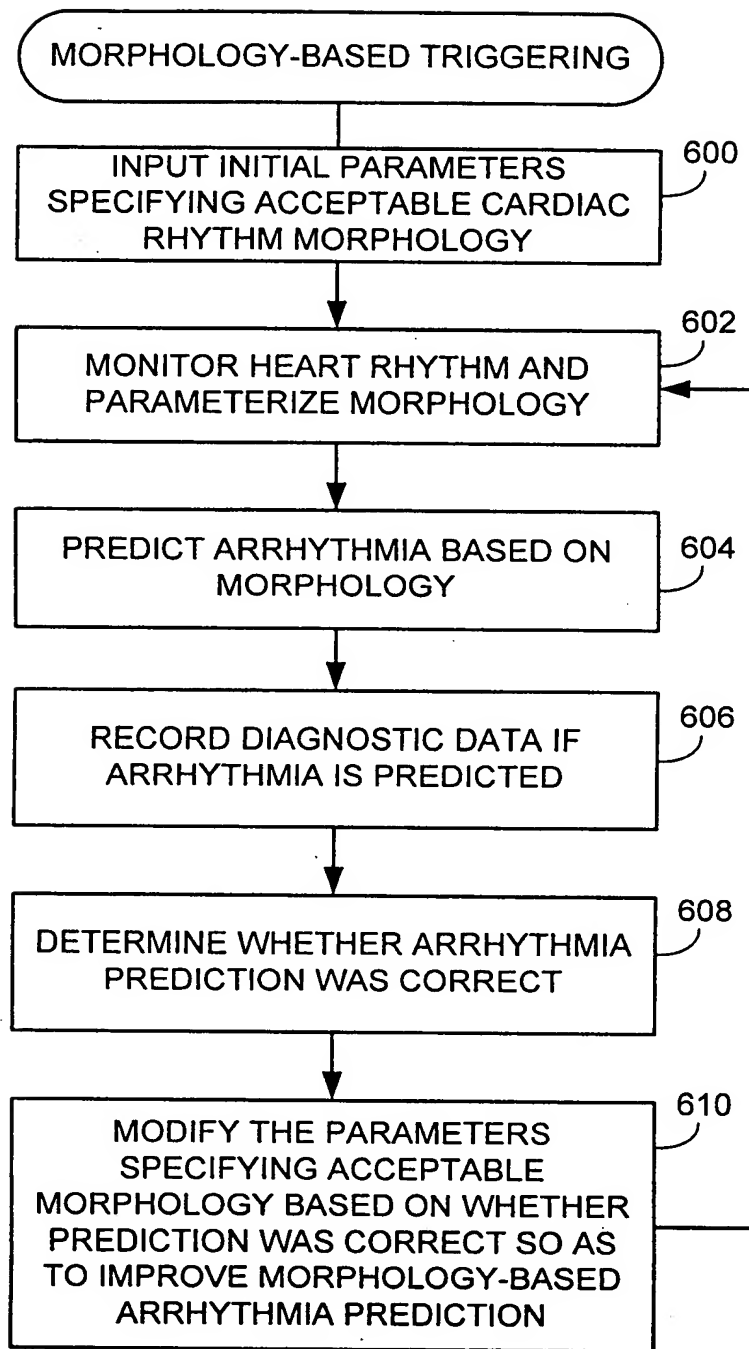 MORPHOLOGY-BASED TRIGGERING
INPUT INITIAL PARAMETERS
SPECIFYING ACCEPTABLE CARDIAC
RHYTHM MORPHOLOGY
600
MONITOR HEART RHYTHM AND
PARAMETERIZE MORPHOLOGY
602
PREDICT ARRHYTHMIA BASED ON
MORPHOLOGY
604
RECORD DIAGNOSTIC DATA IF
ARRHYTHMIA IS PREDICTED
606
DETERMINE WHETHER ARRHYTHMIA
PREDICTION WAS CORRECT
608
MODIFY THE PARAMETERS
SPECIFYING ACCEPTABLE
MORPHOLOGY BASED ON WHETHER
PREDICTION WAS CORRECT SO AS
TO IMPROVE MORPHOLOGY-BASED
ARRHYTHMIA PREDICTION
610